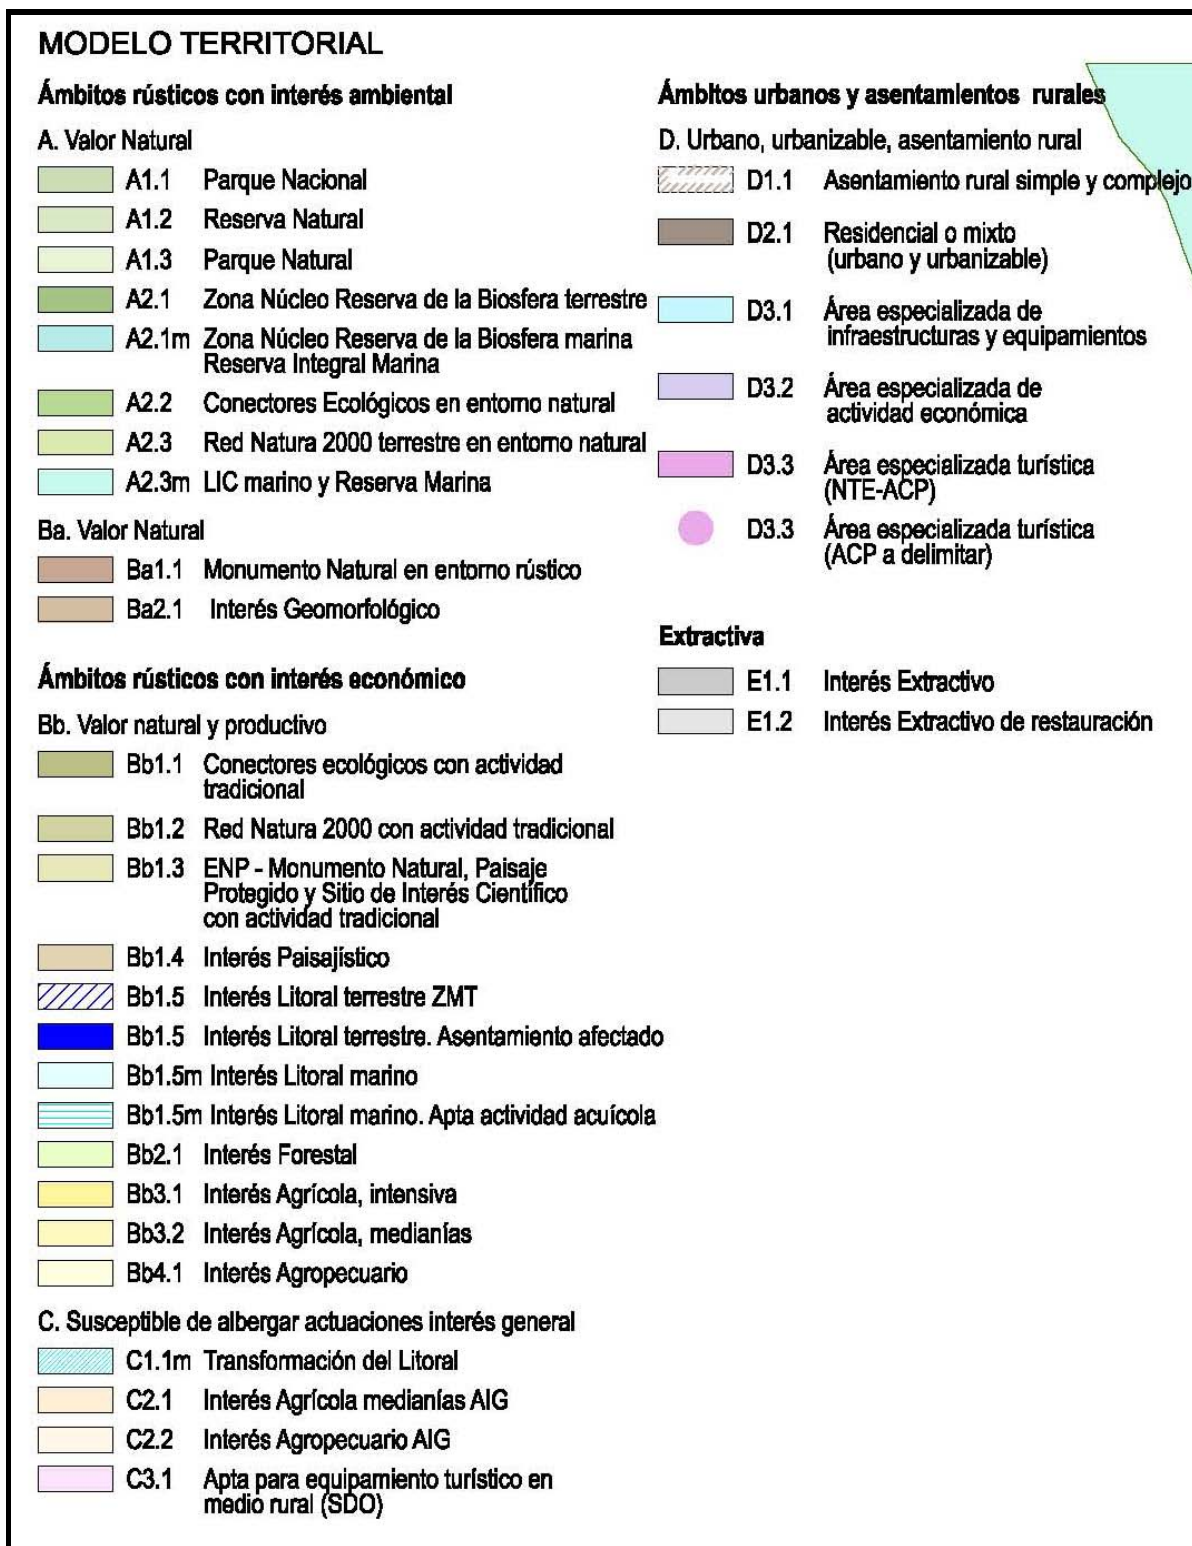 MODELO TERRITORIAL
Ámbitos rústicos con interés ambiental
A. Valor Natural
A1.1 Parque Nacional
A1.2 Reserva Natural
A1.3 Parque Natural
A2.1 Zona Núcleo Reserva de la Biosfera terrestre
A2.1m Zona Núcleo Reserva de la Biosfera marina
Reserva Integral Marina
A2.2 Conectores Ecológicos en entorno natural
A2.3 Red Natura 2000 terrestre en entorno natural
A2.3m LIC marino y Reserva Marina
Ba. Valor Natural
Ba1.1 Monumento Natural en entorno rústico
Ba2.1 Interés Geomorfológico
Ámbitos rústicos con interés económico
Bb. Valor natural y productivo
Bb1.1 Conectores ecológicos con actividad
tradicional
Bb1.2 Red Natura 2000 con actividad tradicional
Bb1.3 ENP - Monumento Natural, Paisaje
Protegido y Sitio de Interés Científico
con actividad tradicional
Bb1.4 Interés Paisajístico
Bb1.5 Interés Litoral terrestre ZMT
Bb1.5 Interés Litoral terrestre. Asentamiento afectado
Bb1.5m Interés Litoral marino
Bb1.5m Interés Litoral marino. Apta actividad acuícola
Bb2.1 Interés Forestal
Bb3.1 Interés Agrícola, intensiva
Bb3.2 Interés Agrícola, medianías
Bb4.1 Interés Agropecuario
C. Susceptible de albergar actuaciones interés general
C1.1m Transformación del Litoral
C2.1 Interés Agrícola medianías AIG
C2.2 Interés Agropecuario AIG
C3.1 Apta para equipamiento turístico en
medio rural (SDO)
Ámbitos urbanos y asentamientos rurales
D. Urbano, urbanizable, asentamiento rural
D1.1 Asentamiento rural simple y complejo
D2.1 Residencial o mixto
(urbano y urbanizable)
D3.1 Área especializada de
infraestructuras y equipamientos
D3.2 Área especializada de
actividad económica
D3.3 Área especializada turística
(NTE-ACP)
D3.3 Área especializada turística
(ACP a delimitar)
Extractiva
E1.1 Interés Extractivo
E1.2 Interés Extractivo de restauración